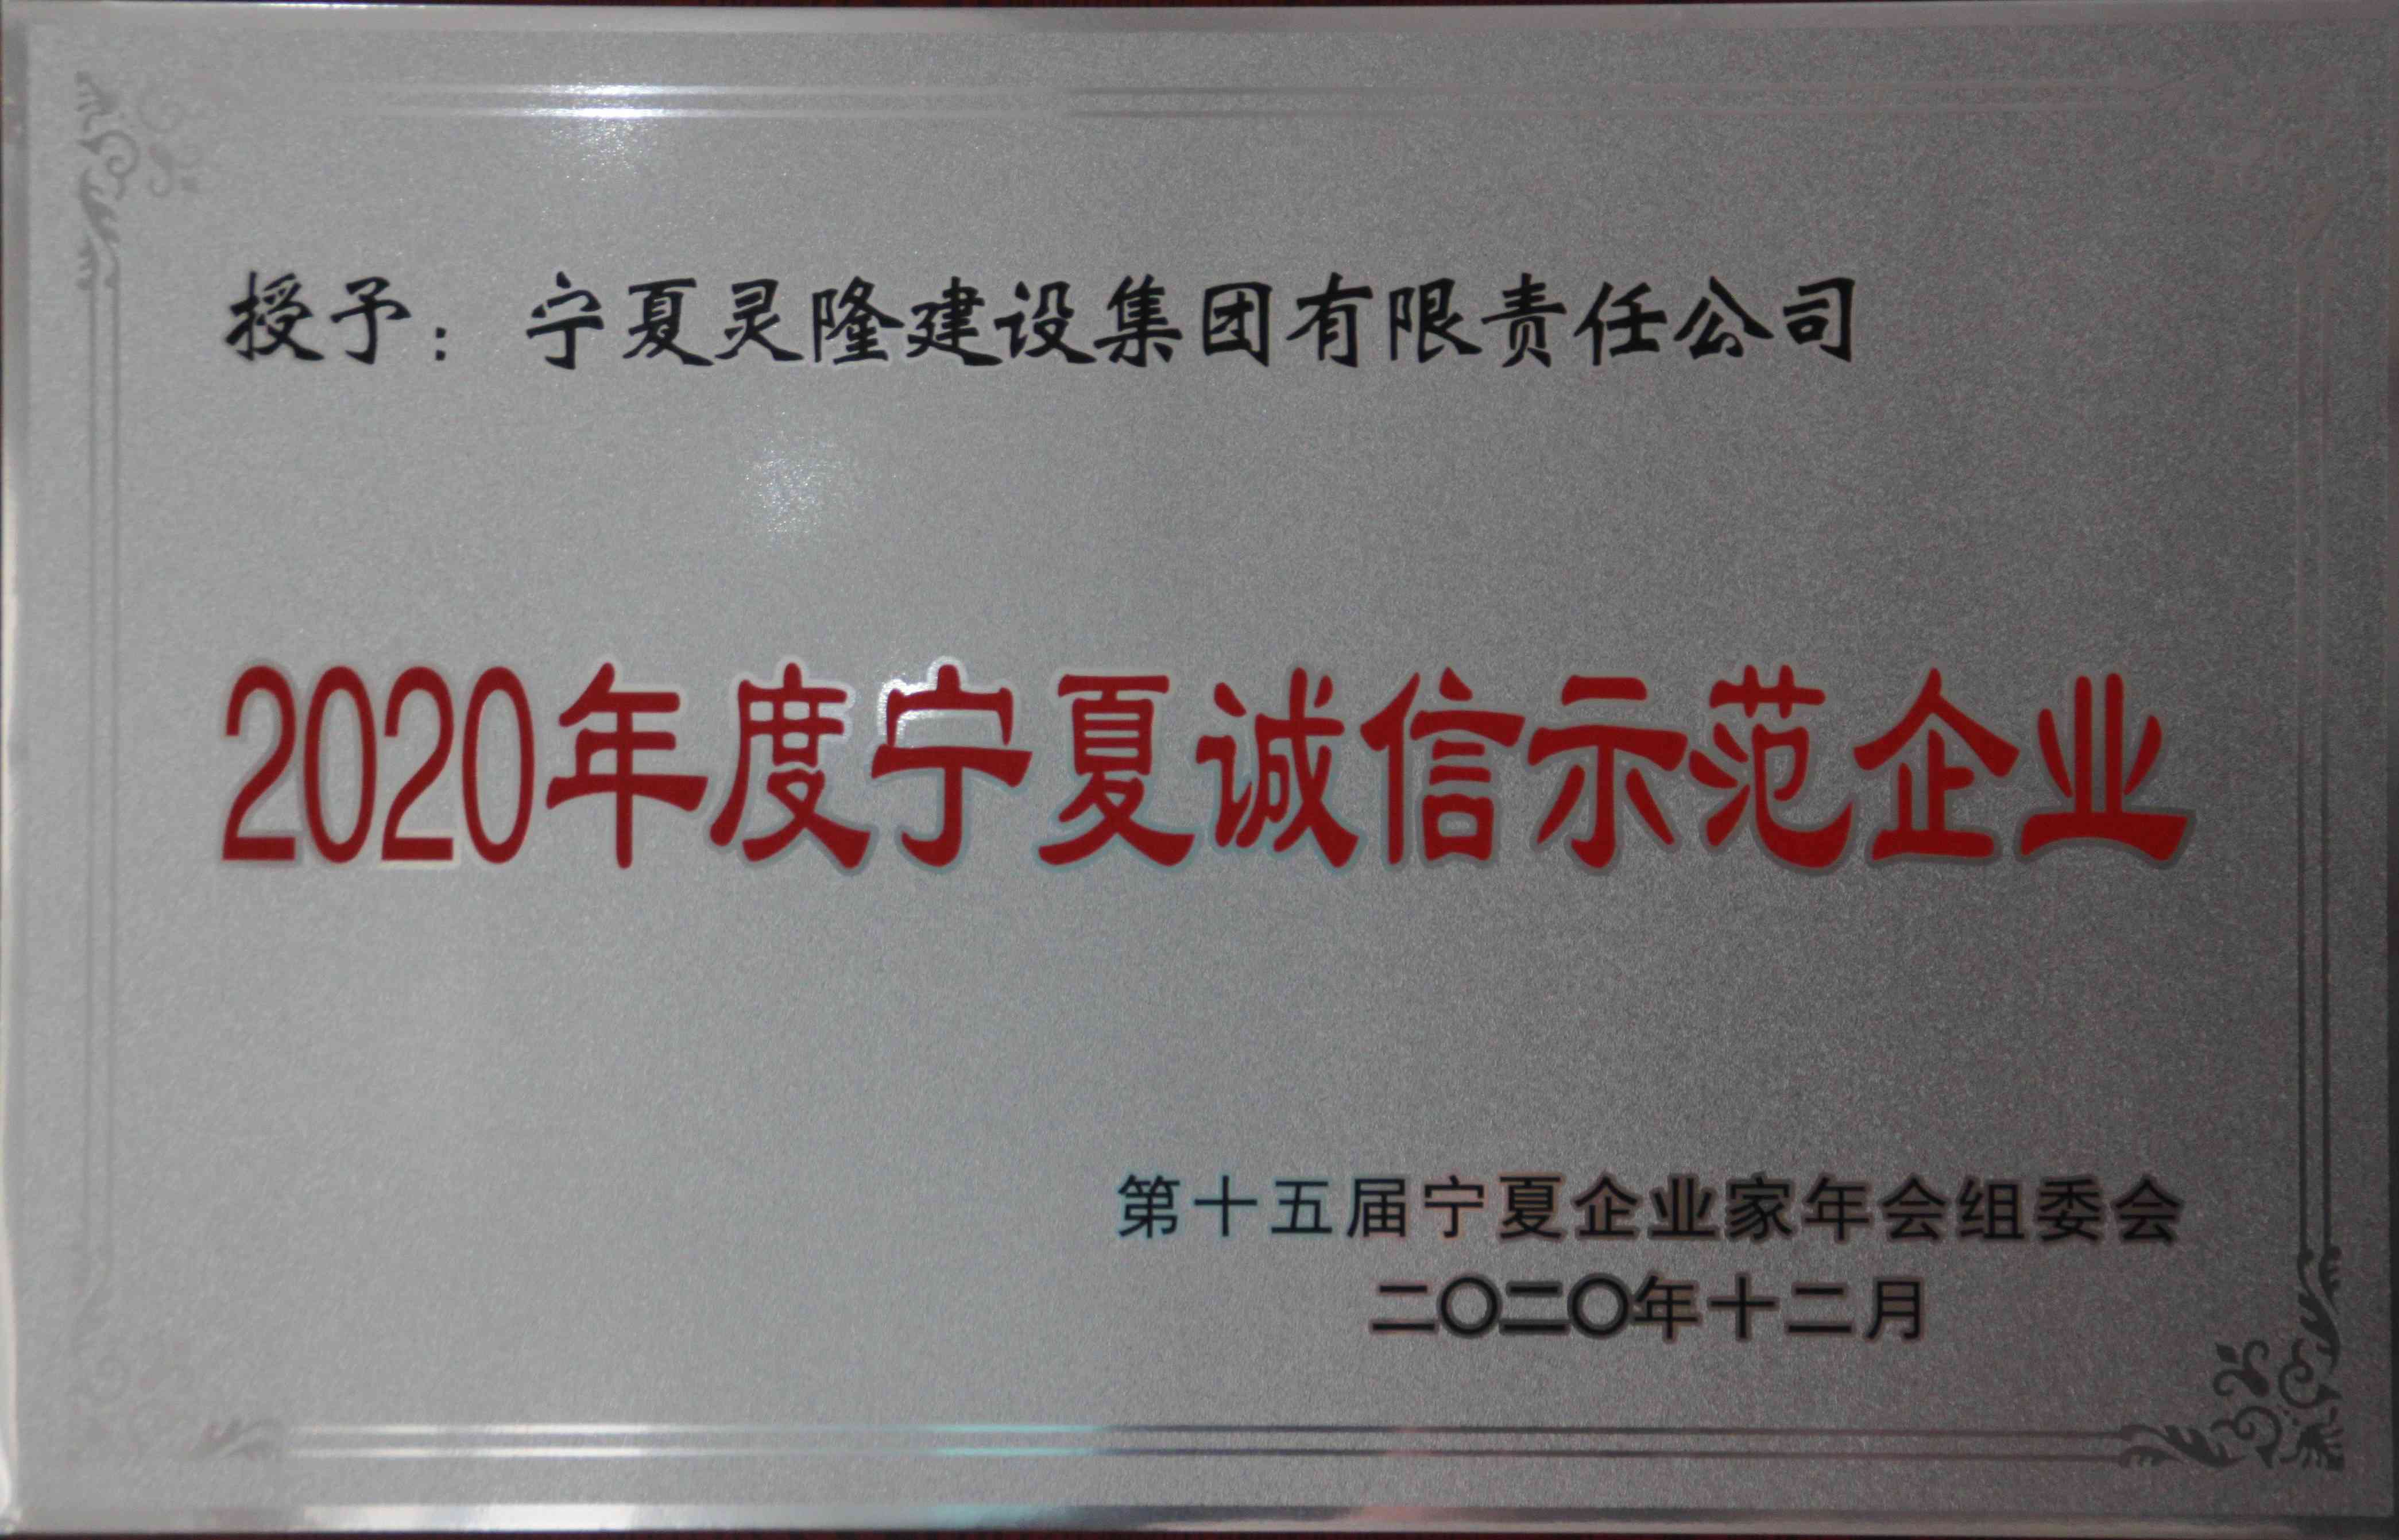 授予：宁夏灵隆建设集团有限责任公司
2020年度宁夏诚信示范企业
第十五届宁夏企业家年会组委会
二〇二〇年十二月